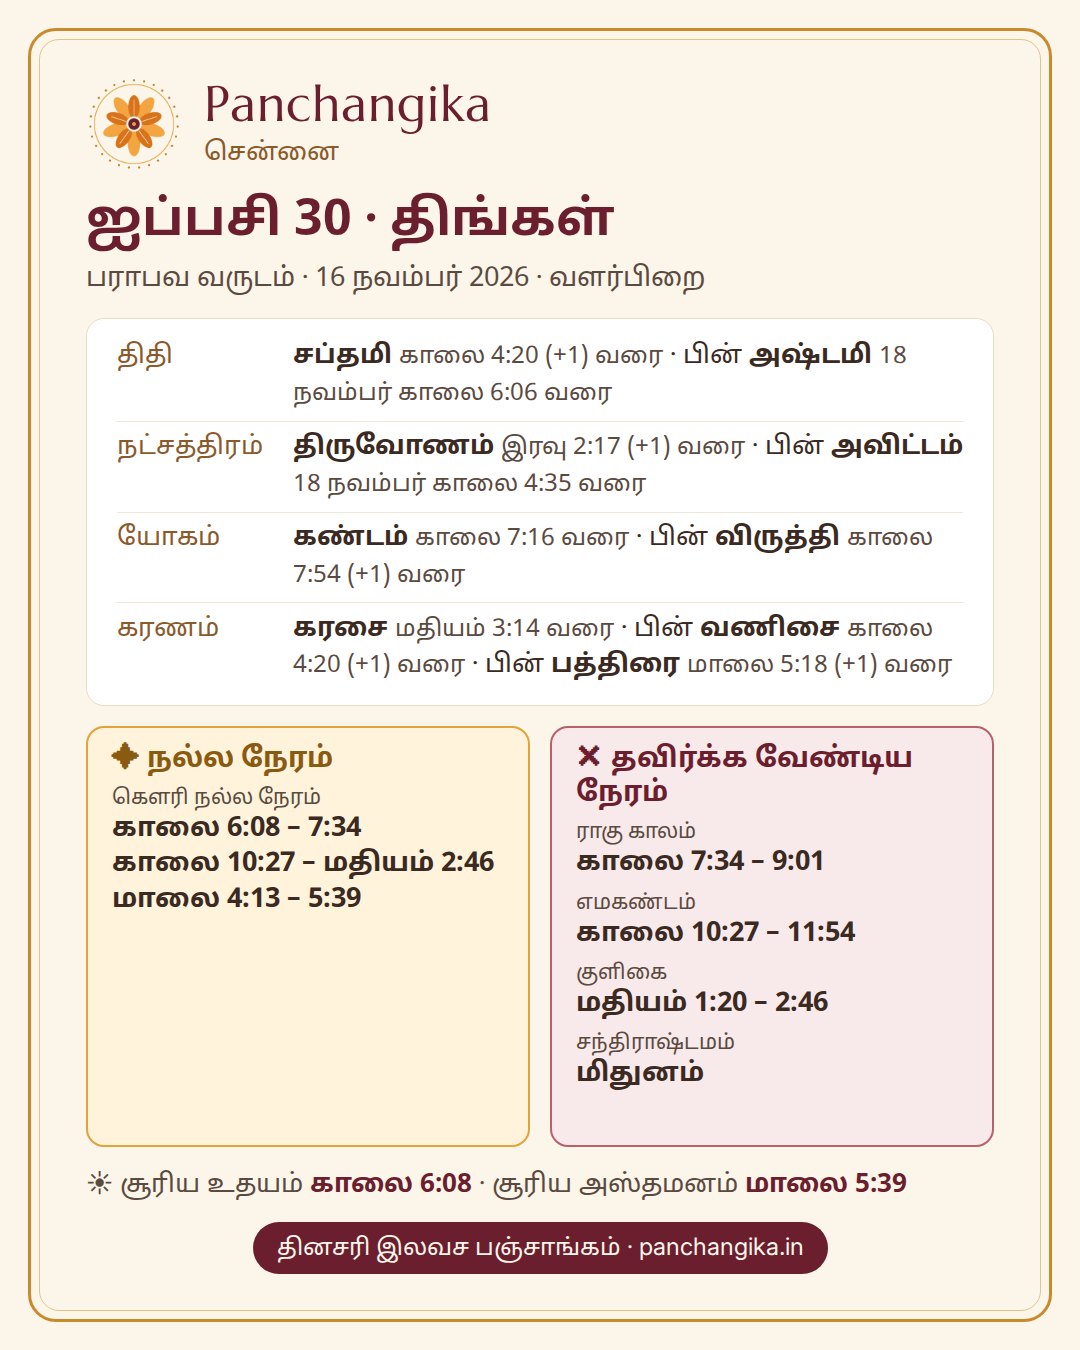 Panchangika
சென்னை
ஐப்பசி 30 · திங்கள்
பராபவ வருடம் · 16 நவம்பர் 2026 · வளர்பிறை
திதி
சப்தமி காலை 4:20 (+1) வரை · பின் அஷ்டமி 18
நவம்பர் காலை 6:06 வரை
நட்சத்திரம்
திருவோணம் இரவு 2:17 (+1) வரை · பின் அவிட்டம்
18 நவம்பர் காலை 4:35 வரை
யோகம்
கண்டம் காலை 7:16 வரை · பின் விருத்தி காலை
7:54 (+1) வரை
கரணம்
கரசை மதியம் 3:14 வரை · பின் வணிசை காலை
4:20 (+1) வரை · பின் பத்திரை மாலை 5:18 (+1) வரை
நல்ல நேரம்
கௌரி நல்ல நேரம்
காலை 6:08 – 7:34
காலை 10:27 – மதியம் 2:46
மாலை 4:13 – 5:39
தவிர்க்க வேண்டிய
நேரம்
ராகு காலம்
காலை 7:34 – 9:01
எமகண்டம்
காலை 10:27 – 11:54
குளிகை
மதியம் 1:20 – 2:46
சந்திராஷ்டமம்
மிதுனம்
சூரிய உதயம் காலை 6:08 · சூரிய அஸ்தமனம் மாலை 5:39
தினசரி இலவச பஞ்சாங்கம் · panchangika.in